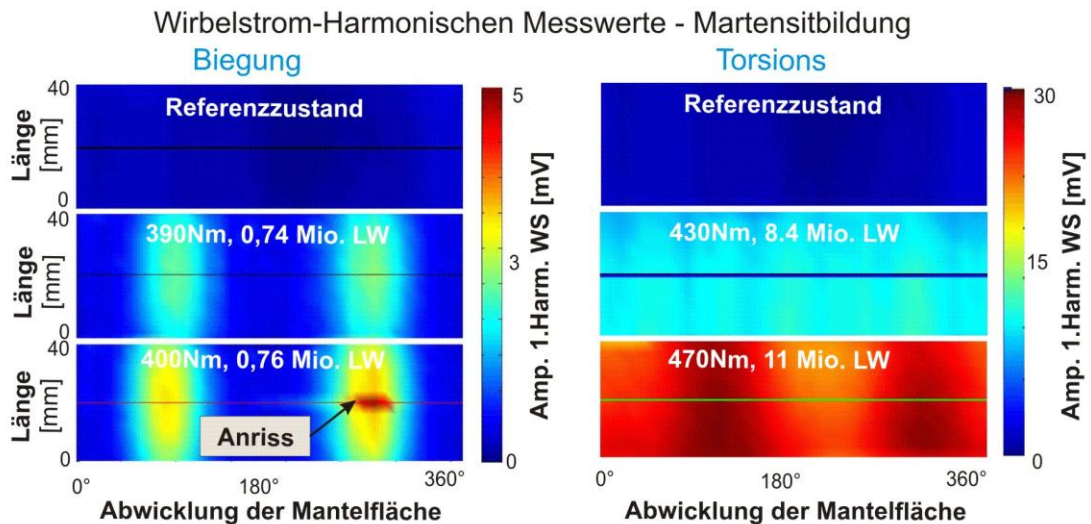 Wirbelstrom-Harmonischen Messwerte - Martensitbildung
Biegung
Länge [mm]
40
0
Referenzzustand
Länge [mm]
40
0
390Nm, 0,74 Mio. LW
Länge [mm]
40
0
400Nm, 0,76 Mio. LW
Anriss
0°
180°
360°
Abwicklung der Mantelfläche
5
3
0
Amp. 1.Harm. WS [mV]
Torsions
Referenzzustand
430Nm, 8.4 Mio. LW
470Nm, 11 Mio. LW
0°
180°
360°
Abwicklung der Mantelfläche
30
15
0
Amp. 1.Harm. WS [mV]